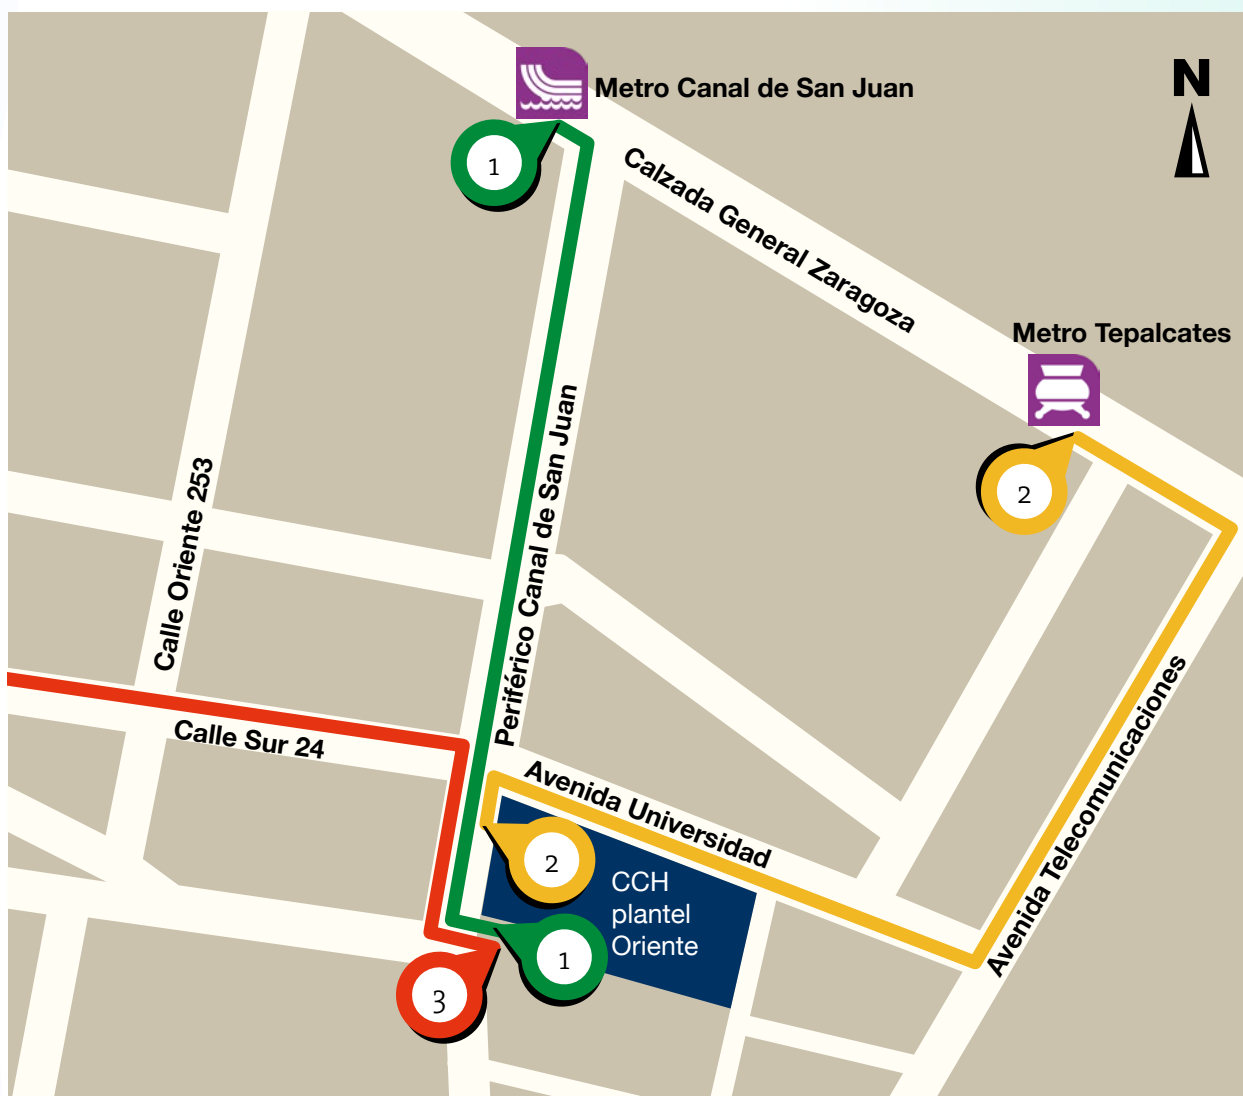 N
Metro Canal de San Juan
1
Calzada General Zaragoza
Metro Tepalcates
2
Periférico Canal de San Juan
Calle Oriente 253
Calle Sur 24
Avenida Universidad
Avenida Telecomunicaciones
2
CCH
plantel
Oriente
1
3